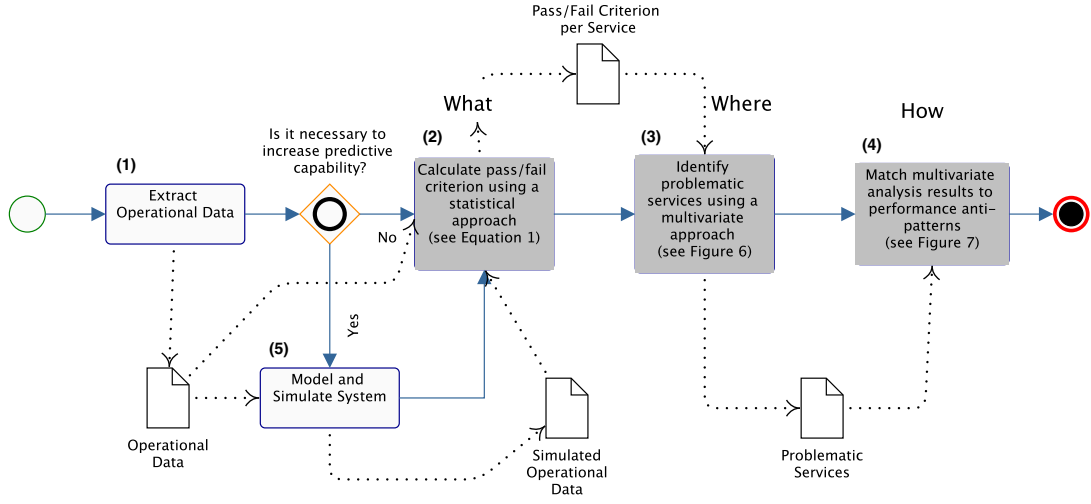 Pass/Fail Criterion
per Service
What
Where
How
Is it necessary to
increase predictive
capability?
(1)
Extract
Operational Data
No
Yes
(2)
Calculate pass/fail
criterion using a
statistical
approach
(see Equation 1)
(3)
Identify
problematic
services using a
multivariate
approach
(see Figure 6)
(4)
Match multivariate
analysis results to
performance anti-
patterns
(see Figure 7)
(5)
Model and
Simulate System
Operational
Data
Simulated
Operational
Data
Problematic
Services